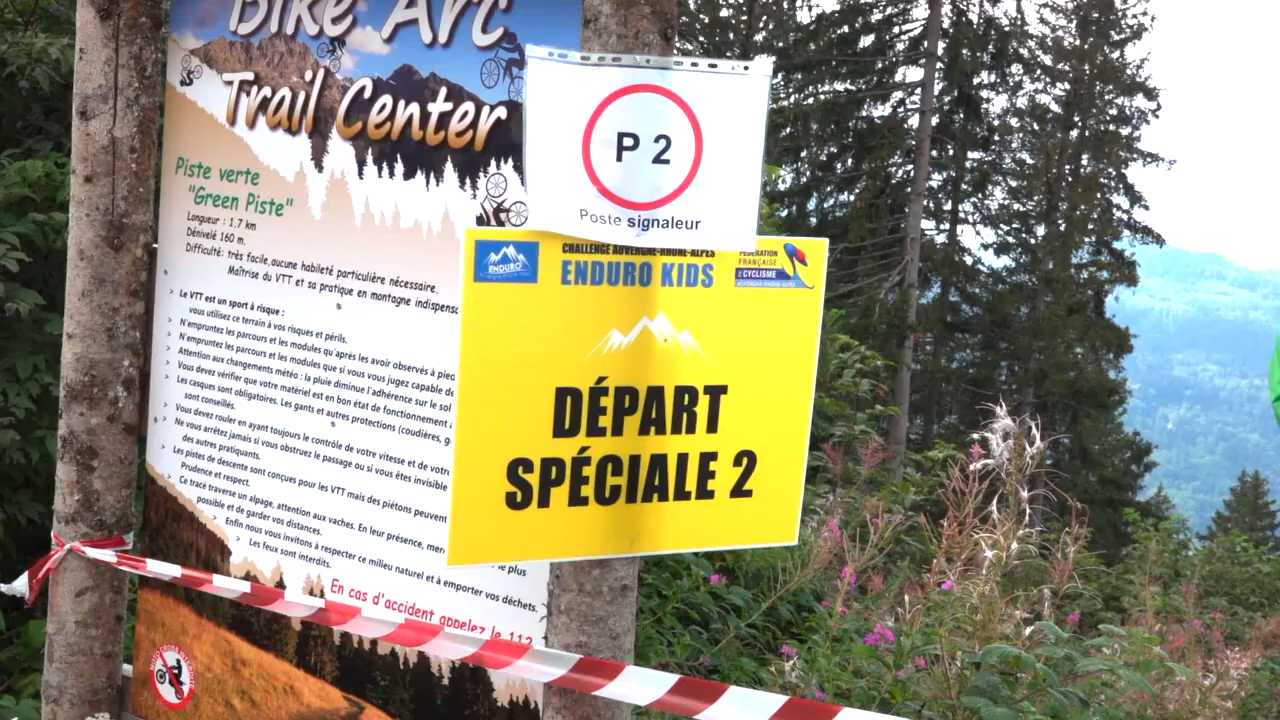 Bike Arc
Trail Center
Piste verte
"Green Piste"
Longueur : 1.7 km
Dénivelé 160 m.
Difficulté: très facile, aucune habileté particulière nécessaire.
Maîtrise du VTT et sa pratique en montagne indispensa
> Le VTT est un sport à risque :
vous utilisez ce terrain à vos risques et périls.
> N'empruntez les parcours et modules qu'après les avoir observés à pied
> N'empruntez les parcours et les modules que si vous vous jugez capable de
> Attention aux changements météo : la pluie diminue l'adhérence sur le sol
> Vous devez vérifier que votre matériel est en bon état de fonctionnement
> Les casques sont obligatoires. Les gants et autres protections (coudières, g
sont conseillés.
> Vous devez rouler en ayant toujours le contrôle de votre vitesse et de votre
> Ne vous arrêtez jamais si vous obstruez le passage ou si vous êtes invisible
des autres pratiquants.
> Les pistes de descente sont conçues pour les VTT mais des piétons peuvent
Prudence et respect.
> Ce tracé traverse un alpage, attention aux vaches. En leur présence, mer
le plus
possible et de garder vos distances.
> Enfin nous vous invitons à respecter ce milieu naturel et à emporter vos déchets.
> Les feux sont interdits.
En cas d'accident appelez le 112
MOTO CROSS INTERDIT
P 2
Poste signaleur
ENDURO
CHALLENGE AUVERGNE-RHÔNE-ALPES
ENDURO KIDS
FÉDÉRATION
FRANÇAISE
DE CYCLISME
AUVERGNE-RHÔNE-ALPES
DÉPART
SPÉCIALE 2